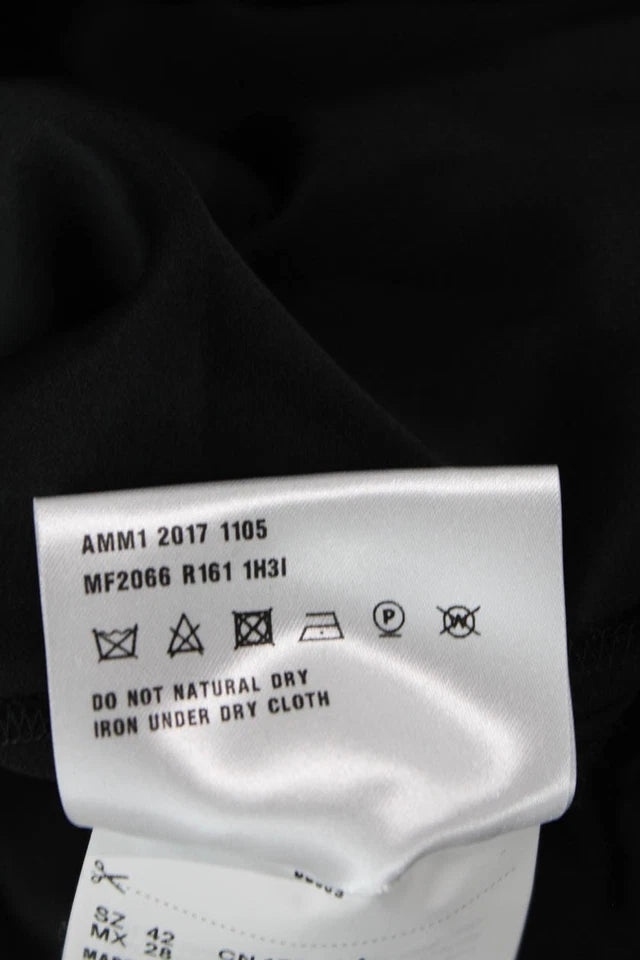 AMM1 2017 1105
MF2066 R161 1H3I
P W
DO NOT NATURAL DRY
IRON UNDER DRY CLOTH
SZ 42
MX 28